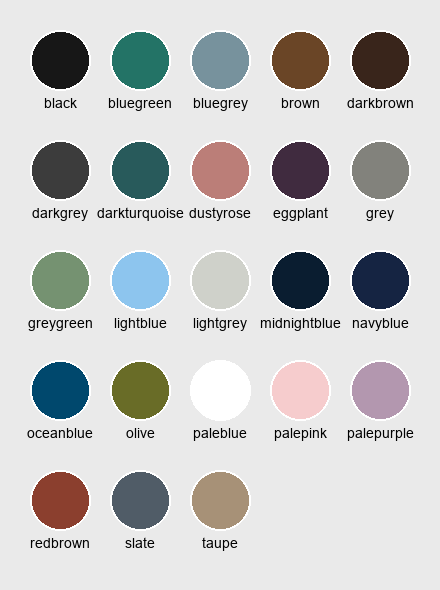 black bluegreen bluegrey brown darkbrown
darkgrey darkturquoise dustyrose eggplant grey
greygreen lightblue lightgrey midnightblue navyblue
oceanblue olive paleblue palepink palepurple
redbrown slate taupe